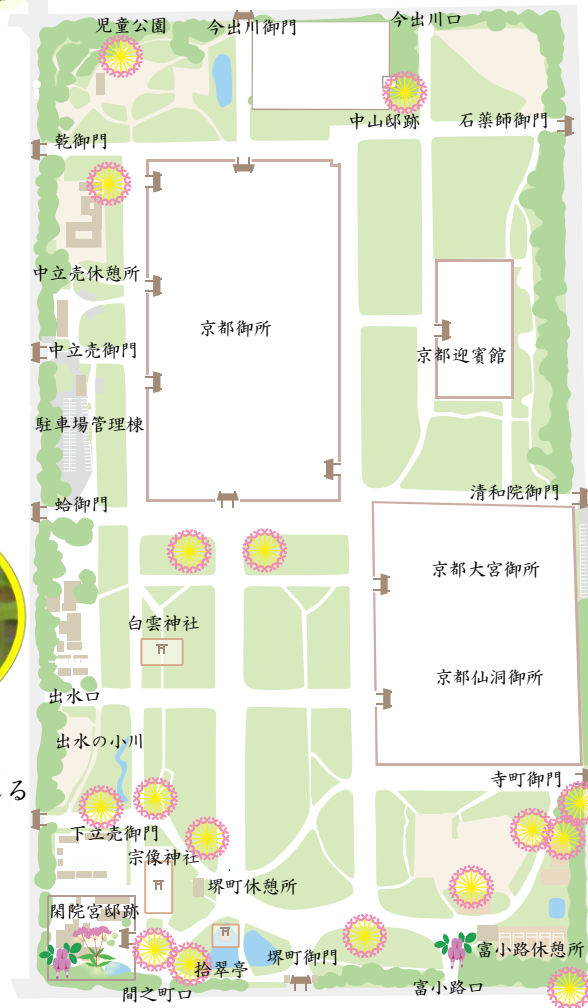 児童公園
今出川御門
今出川口
中山邸跡
石薬師御門
乾御門
中立売休憩所
京都御所
中立売御門
京都迎賓館
駐車場管理棟
清和院御門
蛤御門
京都大宮御所
白雲神社
京都仙洞御所
出水口
出水の小川
寺町御門
る
下立売御門
宗像神社
堺町休憩所
閑院宮邸跡
富小路休憩所
堺町御門
拾翠亭
富小路口
間之町口